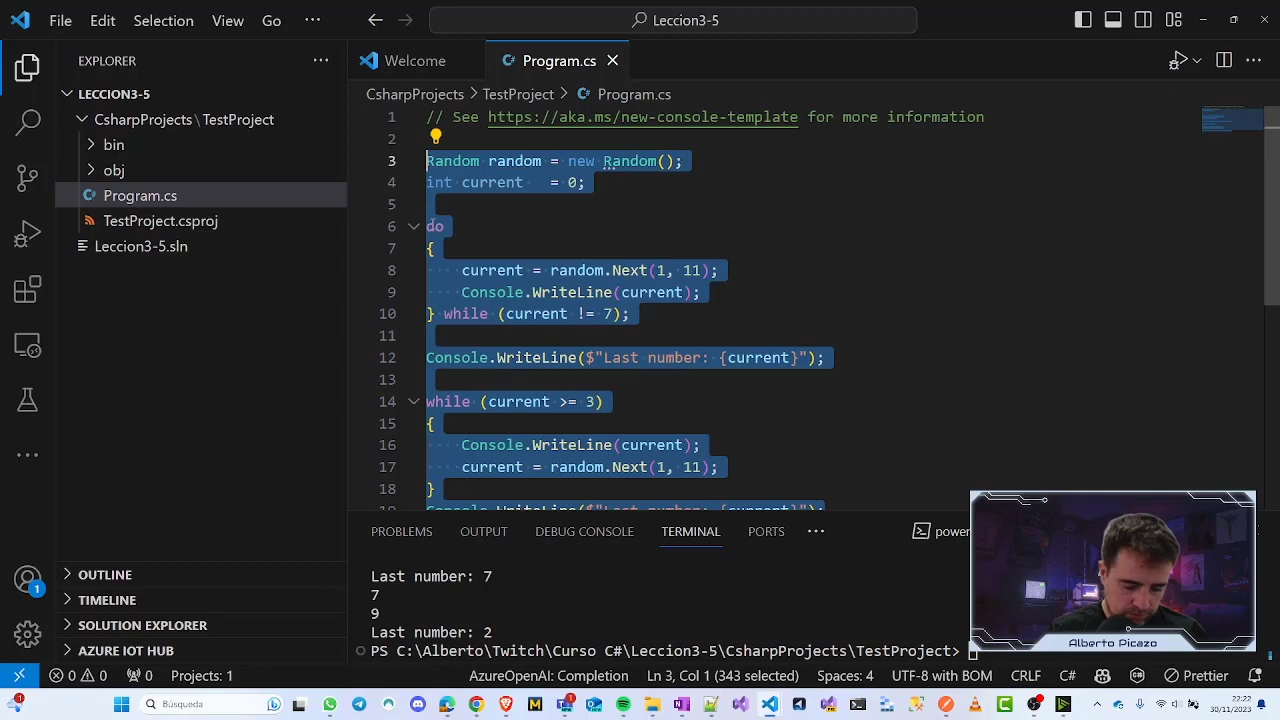 File Edit Selection View Go ··· Leccion3-5
EXPLORER ···
Welcome Program.cs
LECCION3-5
CsharpProjects > TestProject > Program.cs
CsharpProjects \ TestProject
bin
obj
Program.cs
TestProject.csproj
Leccion3-5.sln
OUTLINE
TIMELINE
SOLUTION EXPLORER
AZURE IOT HUB
1 // See https://aka.ms/new-console-template for more information
2
3 Random random = new Random();
4 int current = 0;
5
6 do
7 {
8 current = random.Next(1, 11);
9 Console.WriteLine(current);
10 } while (current != 7);
11
12 Console.WriteLine($"Last number: {current}");
13
14 while (current >= 3)
15 {
16 Console.WriteLine(current);
17 current = random.Next(1, 11);
18 }
PROBLEMS OUTPUT DEBUG CONSOLE TERMINAL PORTS ··· power
Last number: 7
7
9
Last number: 2
PS C:\Alberto\Twitch\Curso C#\Leccion3-5\CsharpProjects\TestProject>
Alberto Picazo
1
0 0 0 Projects: 1 AzureOpenAI: Completion Ln 3, Col 1 (343 selected) Spaces: 4 UTF-8 with BOM CRLF C# Prettier
Búsqueda 11:22 30/11/2023